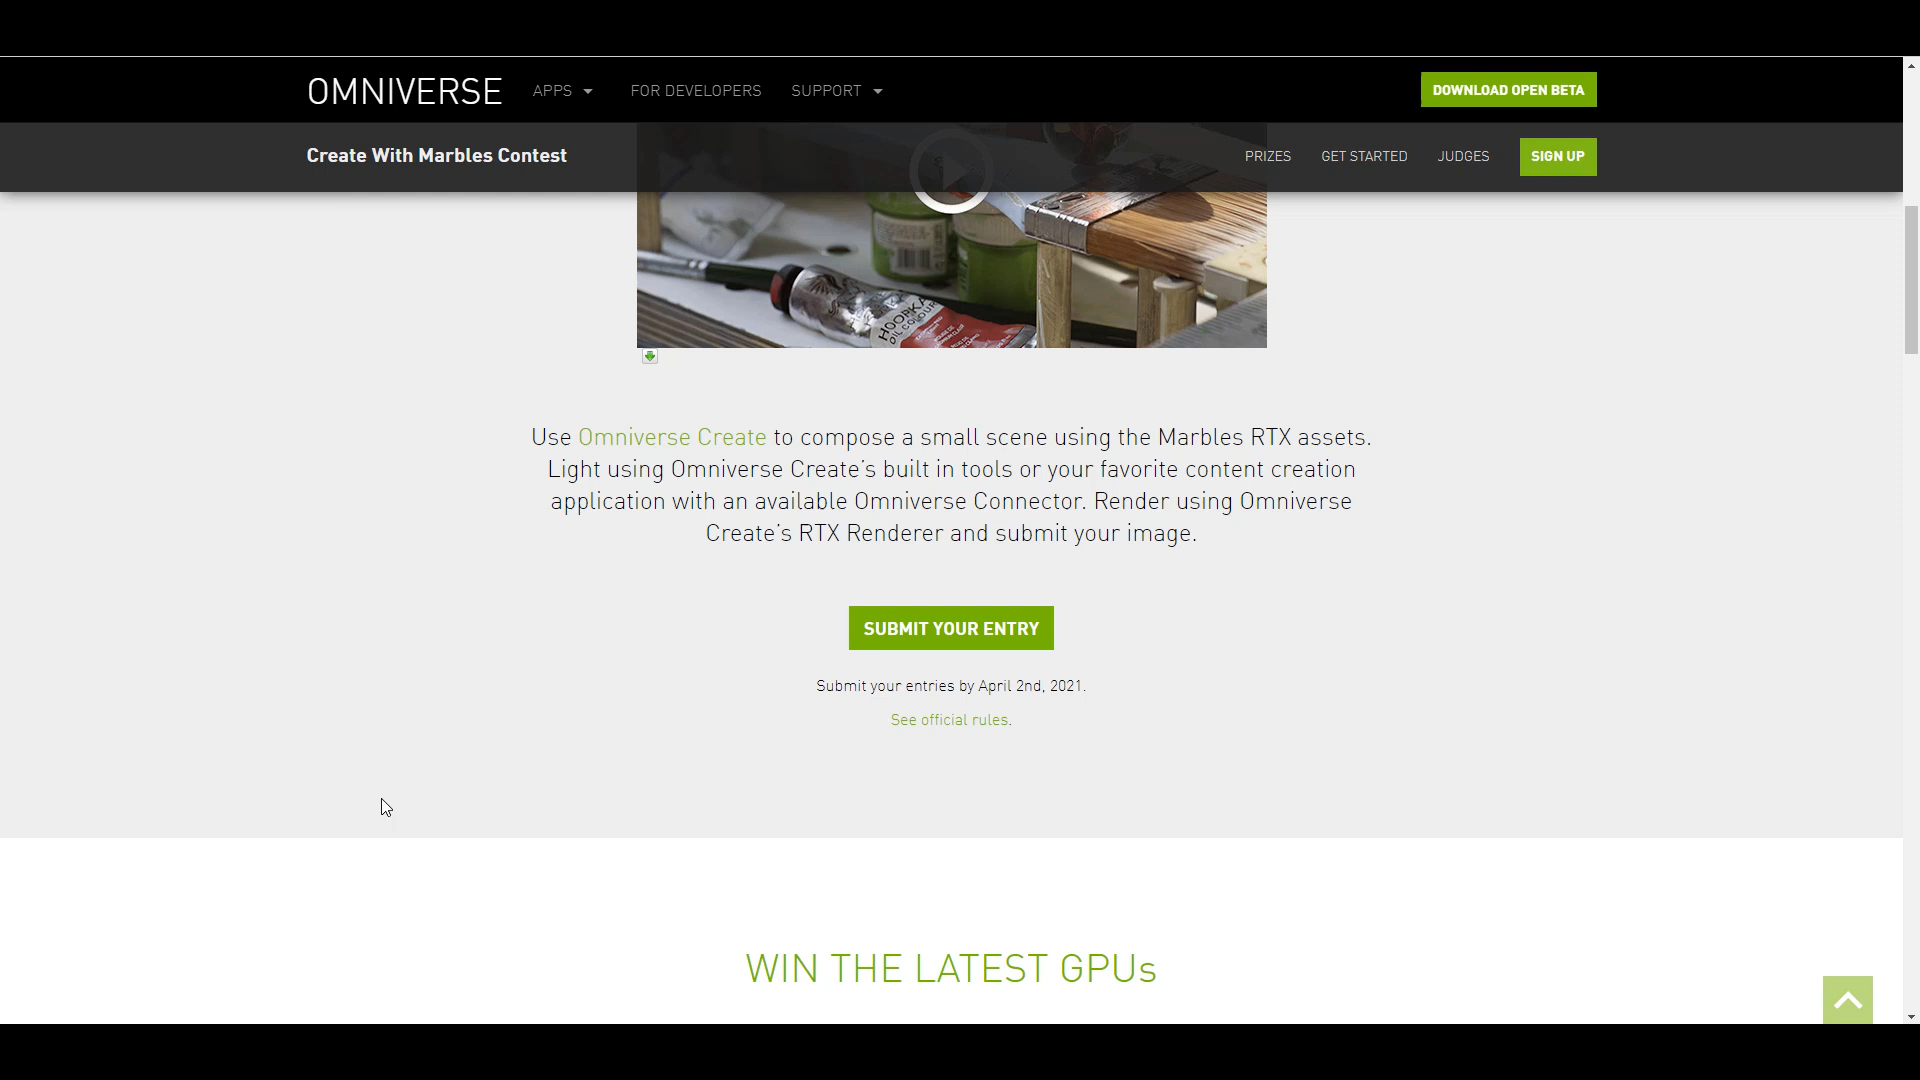 OMNIVERSE APPS FOR DEVELOPERS SUPPORT DOWNLOAD OPEN BETA
Create With Marbles Contest PRIZES GET STARTED JUDGES SIGN UP
HOORKA
OIL COLOUR
Use Omniverse Create to compose a small scene using the Marbles RTX assets.
Light using Omniverse Create's built in tools or your favorite content creation
application with an available Omniverse Connector. Render using Omniverse
Create's RTX Renderer and submit your image.
SUBMIT YOUR ENTRY
Submit your entries by April 2nd, 2021.
See official rules.
WIN THE LATEST GPUs